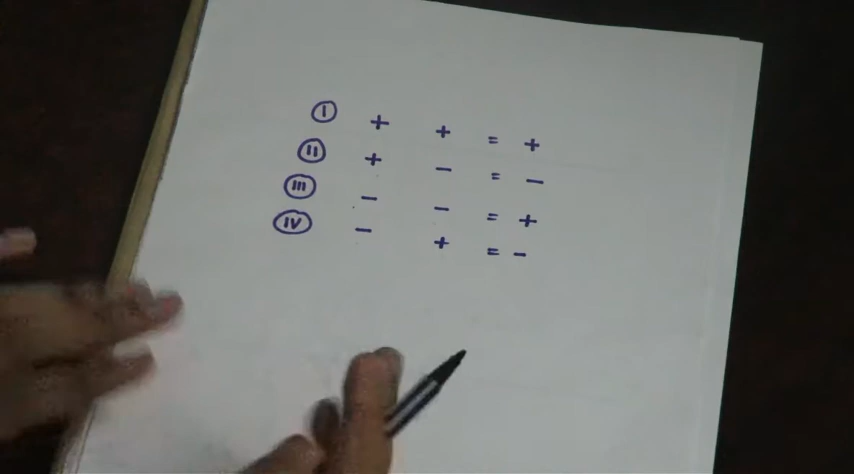 I + + = +
II + - = -
III - - = +
IV - + = -